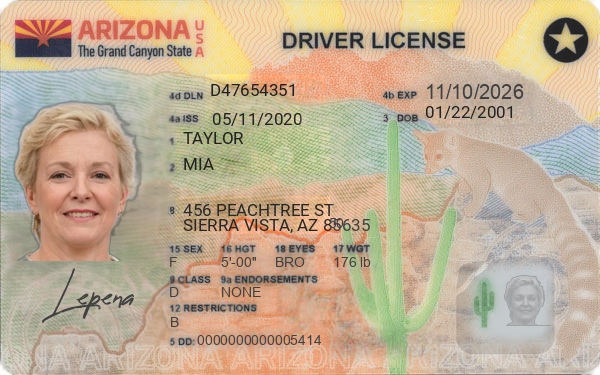 ARIZONA USA
The Grand Canyon State
DRIVER LICENSE
4d DLN D47654351
4b EXP 11/10/2026
4a ISS 05/11/2020
3 DOB 01/22/2001
1 TAYLOR
2 MIA
8 456 PEACHTREE ST
SIERRA VISTA, AZ 85635
15 SEX 16 HGT 18 EYES 17 WGT
F 5'-00" BRO 176 lb
9 CLASS 9a ENDORSEMENTS
D NONE
12 RESTRICTIONS
B
5 DD: 0000000000005414
Lepena
ARIZONA ARIZONA ARIZONA ARIZONA